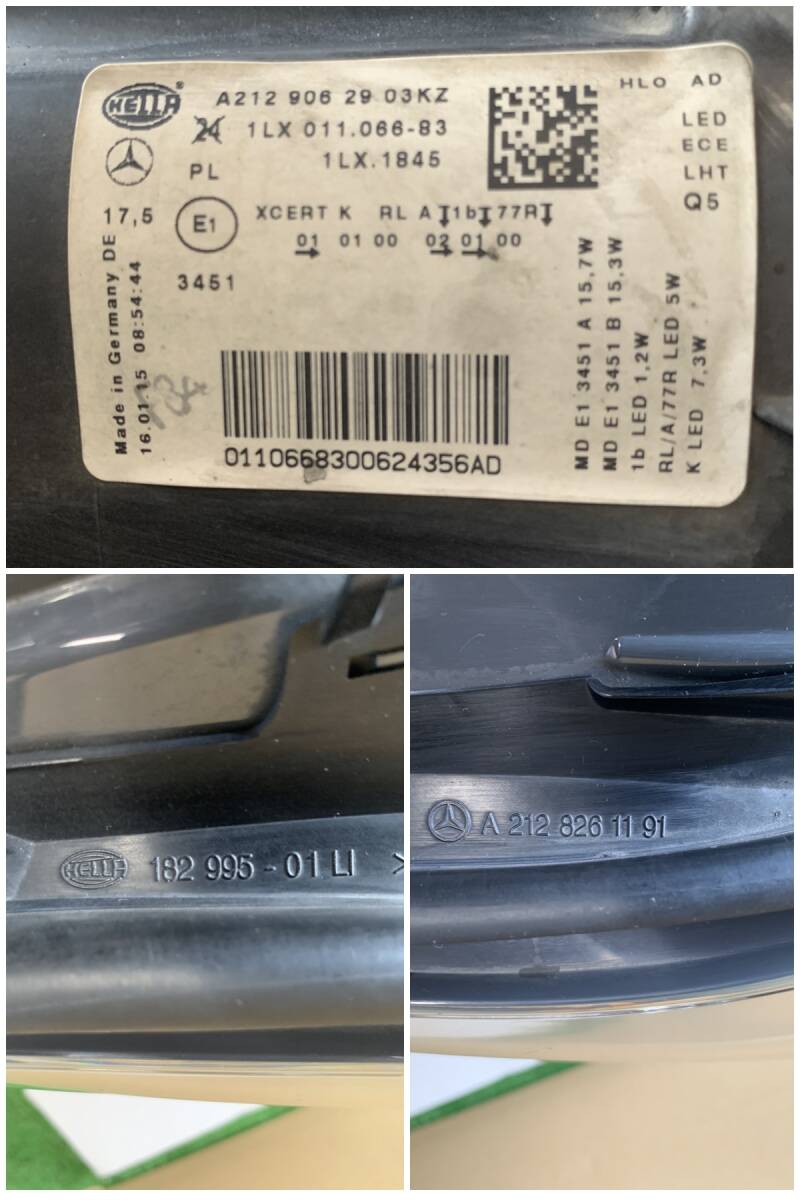 HELLA
A212 906 29 03KZ
24 1LX 011.066-83
PL 1LX.1845
HLO AD
LED
ECE
LHT
Q5
17,5
E1
XCERT K RL A 1b 77R
01 01 00 02 01 00
3451
Made in Germany DE
16.01.15 08:54:44
0110668300624356AD
MD E1 3451 A 15,7W
MD E1 3451 B 15,3W
1b LED 1,2W
RL/A/77R LED 5W
K LED 7,3W
HELLA 182 995 - 01 LI >
A 212 826 11 91